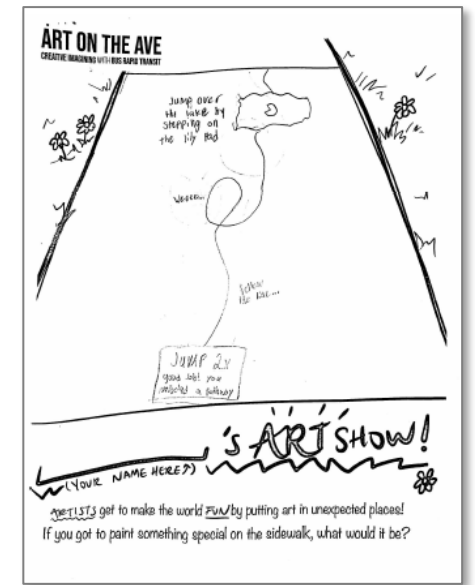 ART ON THE AVE
CREATIVE IMAGINING WITH BUS RAPID TRANSIT
Jump over
the lake by
stepping on
the lily pad
Weeeee...
Follow
the line...
JUMP 2x
good job! you
a pathway
's ART SHOW!
(YOUR NAME HERE↑)
ARTISTS get to make the world FUN by putting art in unexpected places!
If you got to paint something special on the sidewalk, what would it be?